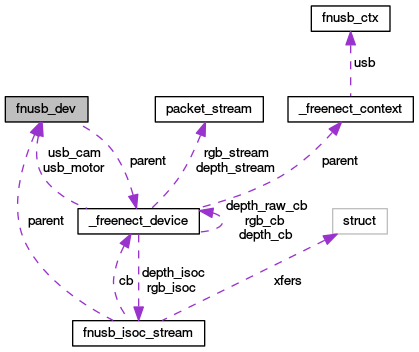 fnusb_ctx
usb
fnusb_dev
packet_stream
_freenect_context
usb_cam
usb_motor
parent
rgb_stream
depth_stream
parent
parent
_freenect_device
depth_raw_cb
rgb_cb
depth_cb
struct
cb
depth_isoc
rgb_isoc
xfers
fnusb_isoc_stream